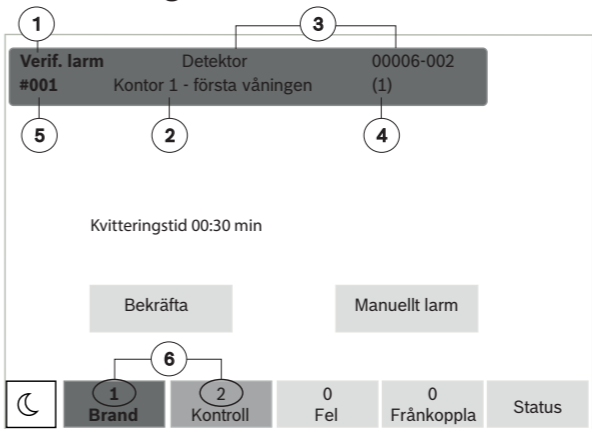 1
3
Verif. larm Detektor 00006-002
#001 Kontor 1 - första våningen (1)
5
2
4
Kvitteringstid 00:30 min
Bekräfta Manuellt larm
6
1 2 0 0
Brand Kontroll Fel Frånkoppla Status